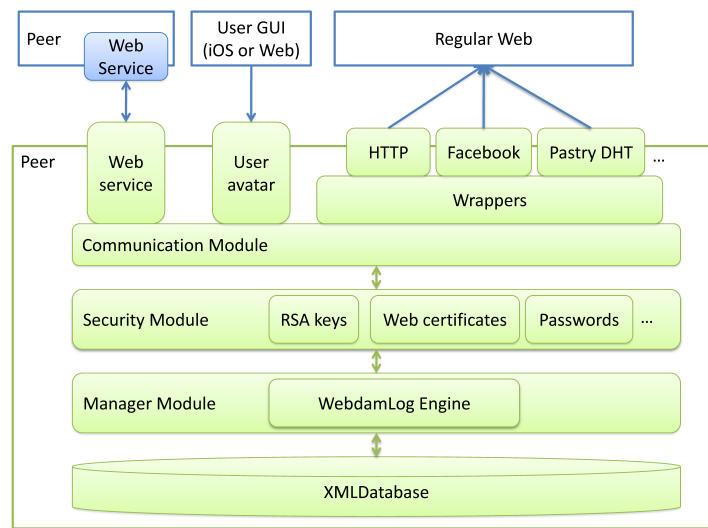 Peer
Web
Service
User GUI
(iOS or Web)
Regular Web
Peer
Web
service
User
avatar
HTTP
Facebook
Pastry DHT
...
Wrappers
Communication Module
Security Module
RSA keys
Web certificates
Passwords
...
Manager Module
WebdamLog Engine
XMLDatabase